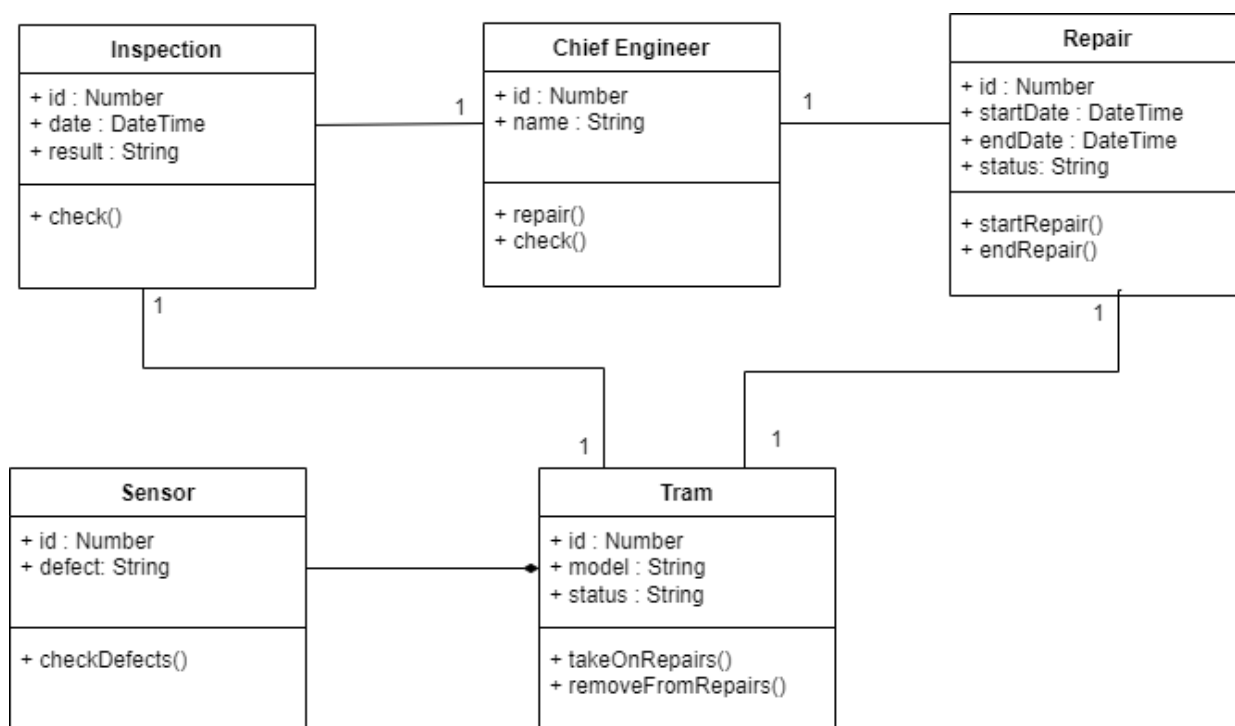 Inspection
+ id : Number
+ date : DateTime
+ result : String
+ check()
1
Chief Engineer
+ id : Number
+ name : String
+ repair()
+ check()
1
Repair
+ id : Number
+ startDate : DateTime
+ endDate : DateTime
+ status: String
+ startRepair()
+ endRepair()
1
1
1
1
Sensor
+ id : Number
+ defect: String
+ checkDefects()
Tram
+ id : Number
+ model : String
+ status : String
+ takeOnRepairs()
+ removeFromRepairs()